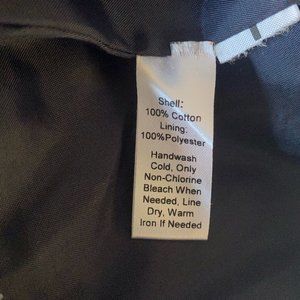 Shell:
100% Cotton
Lining:
100%Polyester
Handwash
Cold, Only
Non-Chlorine
Bleach When
Needed, Line
Dry, Warm
Iron If Needed